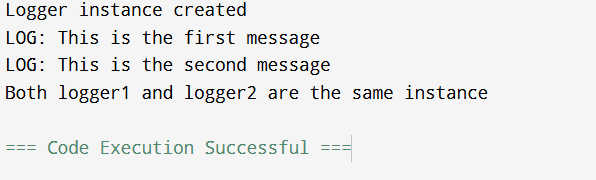 Logger instance created
LOG: This is the first message
LOG: This is the second message
Both logger1 and logger2 are the same instance
=== Code Execution Successful ===